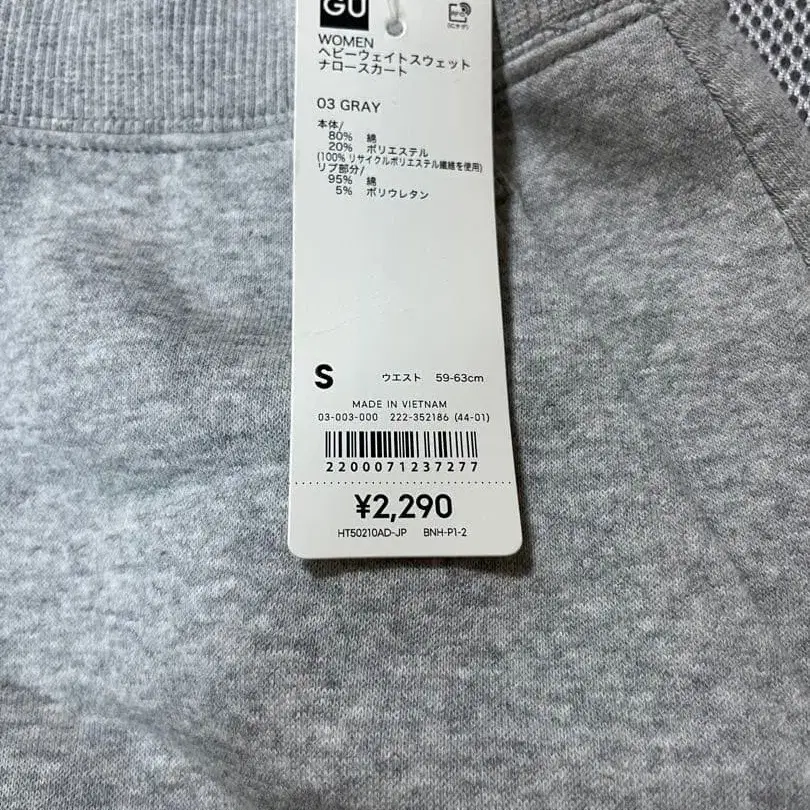 GU
WOMEN
ヘビーウェイトスウェット
ナロースカート
03 GRAY
本体/
80% 綿
20% ポリエステル
(100% リサイクルポリエステル繊維を使用)
リブ部分/
95% 綿
5% ポリウレタン
S ウエスト 59-63cm
MADE IN VIETNAM
03-003-000 222-352186 (44-01)
2200071237277
¥2,290
HT50210AD-JP BNH-P1-2